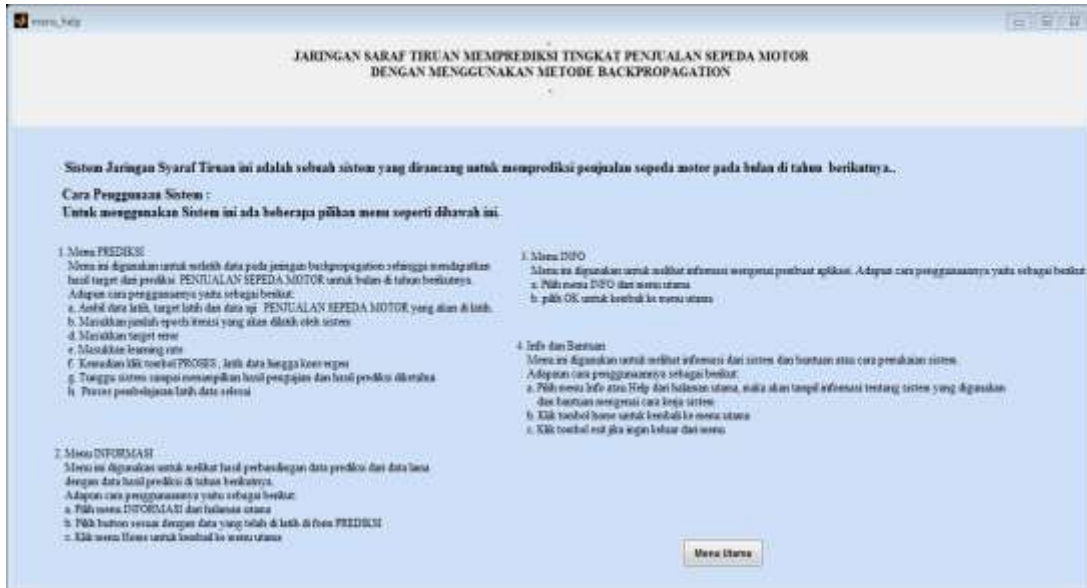 menu_help
JARINGAN SARAF TIRUAN MEMPREDIKSI TINGKAT PENJUALAN SEPEDA MOTOR
DENGAN MENGGUNAKAN METODE BACKPROPAGATION
Sistem Jaringan Syaraf Tiruan ini adalah sebuah sistem yang dirancang untuk memprediksi penjualan sepeda motor pada bulan di tahun berikutnya..
Cara Penggunaan Sistem :
Untuk menggunakan Sistem ini ada beberapa pilihan menu seperti dibawah ini.
1. Menu PREDIKSI
Menu ini digunakan untuk melatih data pada jaringan backpropagation sehingga mendapatkan
hasil target dan prediksi PENJUALAN SEPEDA MOTOR untuk bulan di tahun berikutnya.
Adapun cara penggunaannya yaitu sebagai berikut:
a. Ambil data latih, target latih dan data uji PENJUALAN SEPEDA MOTOR yang akan di latih.
b. Masukkan jumlah epoch/iterasi yang akan dilatih oleh sistem
d. Masukkan target error
e. Masukkan learning rate
f. Kemudian klik tombol PROSES , latih data hingga konvergen
g. Tunggu sistem sampai menampilkan hasil pengujian dan hasil prediksi diketahui
h. Proses pembelajaran latih data selesai
2. Menu INFORMASI
Menu ini digunakan untuk melihat hasil perbandingan data prediksi dari data lama
dengan data hasil prediksi di tahun berikutnya.
Adapun cara penggunaannya yaitu sebagai berikut:
a. Pilih menu INFORMASI dari halaman utama
b. Pilih button sesuai dengan data yang telah di latih di form PREDIKSI
c. Klik menu Home untuk kembali ke menu utama
3. Menu INFO
Menu ini digunakan untuk melihat informasi mengenai pembuat aplikasi. Adapun cara penggunaannya yaitu sebagai berikut:
a. Pilih menu INFO dari menu utama
b. pilih OK untuk kembali ke menu utama
4. Info dan Bantuan
Menu ini digunakan untuk melihat informasi dari sistem dan bantuan atau cara pemakaian sistem.
Adapun cara penggunaannya sebagai berikut:
a. Pilih menu Info atau Help dari halaman utama, maka akan tampil informasi tentang sistem yang digunakan
dan bantuan mengenai cara kerja sistem
b. Klik tombol home untuk kembali ke menu utama
c. Klik tombol exit jika ingin keluar dari menu
Menu Utama